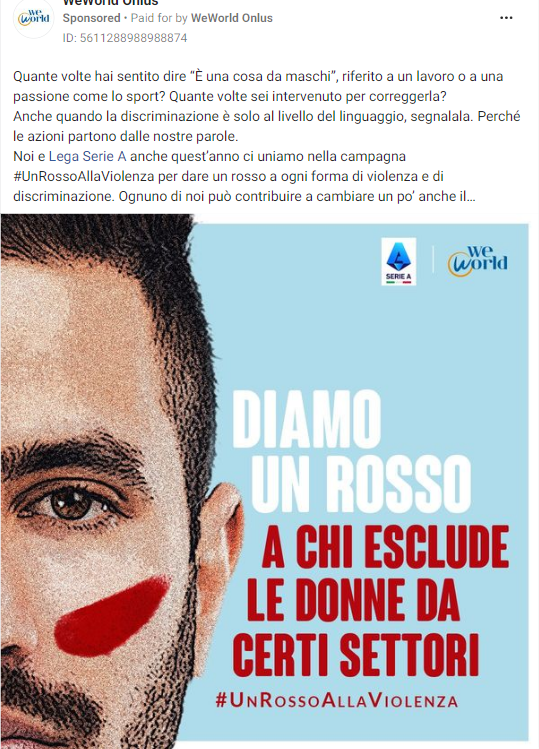 WeWorld Onlus
Sponsored • Paid for by WeWorld Onlus
ID: 5611288988988874
Quante volte hai sentito dire “È una cosa da maschi”, riferito a un lavoro o a una
passione come lo sport? Quante volte sei intervenuto per correggerla?
Anche quando la discriminazione è solo al livello del linguaggio, segnalala. Perché
le azioni partono dalle nostre parole.
Noi e Lega Serie A anche quest’anno ci uniamo nella campagna
#UnRossoAllaViolenza per dare un rosso a ogni forma di violenza e di
discriminazione. Ognuno di noi può contribuire a cambiare un po’ anche il…
SERIE A
we
World
DIAMO
UN ROSSO
A CHI ESCLUDE
LE DONNE DA
CERTI SETTORI
#UNROSSOALLAVIOLENZA